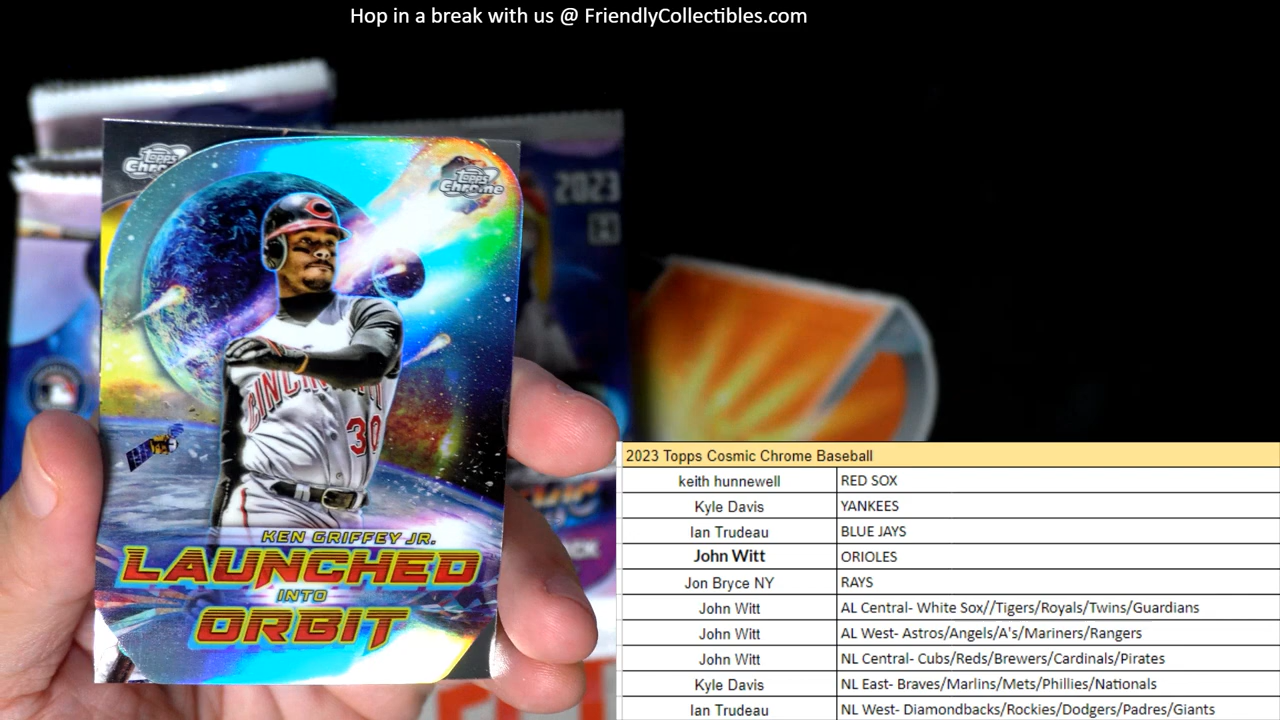 Hop in a break with us @ FriendlyCollectibles.com
Topps
Chrome
Topps
Chrome
2023
C
CINCINNATI
30
KEN GRIFFEY JR.
LAUNCHED
INTO
ORBIT
2023 Topps Cosmic Chrome Baseball
keith hunnewell RED SOX
Kyle Davis YANKEES
Ian Trudeau BLUE JAYS
John Witt ORIOLES
Jon Bryce NY RAYS
John Witt AL Central- White Sox//Tigers/Royals/Twins/Guardians
John Witt AL West- Astros/Angels/A's/Mariners/Rangers
John Witt NL Central- Cubs/Reds/Brewers/Cardinals/Pirates
Kyle Davis NL East- Braves/Marlins/Mets/Phillies/Nationals
Ian Trudeau NL West- Diamondbacks/Rockies/Dodgers/Padres/Giants